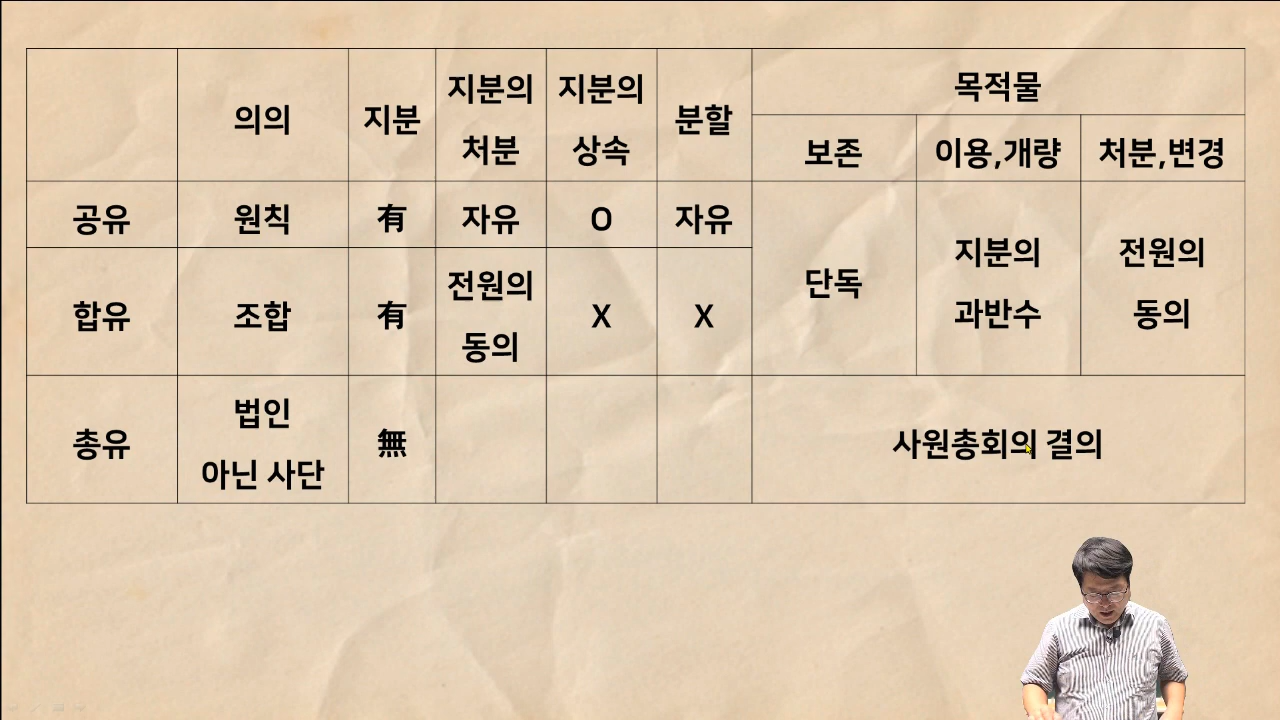 의의
지분
지분의
처분
지분의
상속
분할
목적물
보존
이용,개량
처분,변경
공유
원칙
有
자유
O
자유
단독
지분의
과반수
전원의
동의
합유
조합
有
전원의
동의
X
X
총유
법인
아닌 사단
無
사원총회의 결의